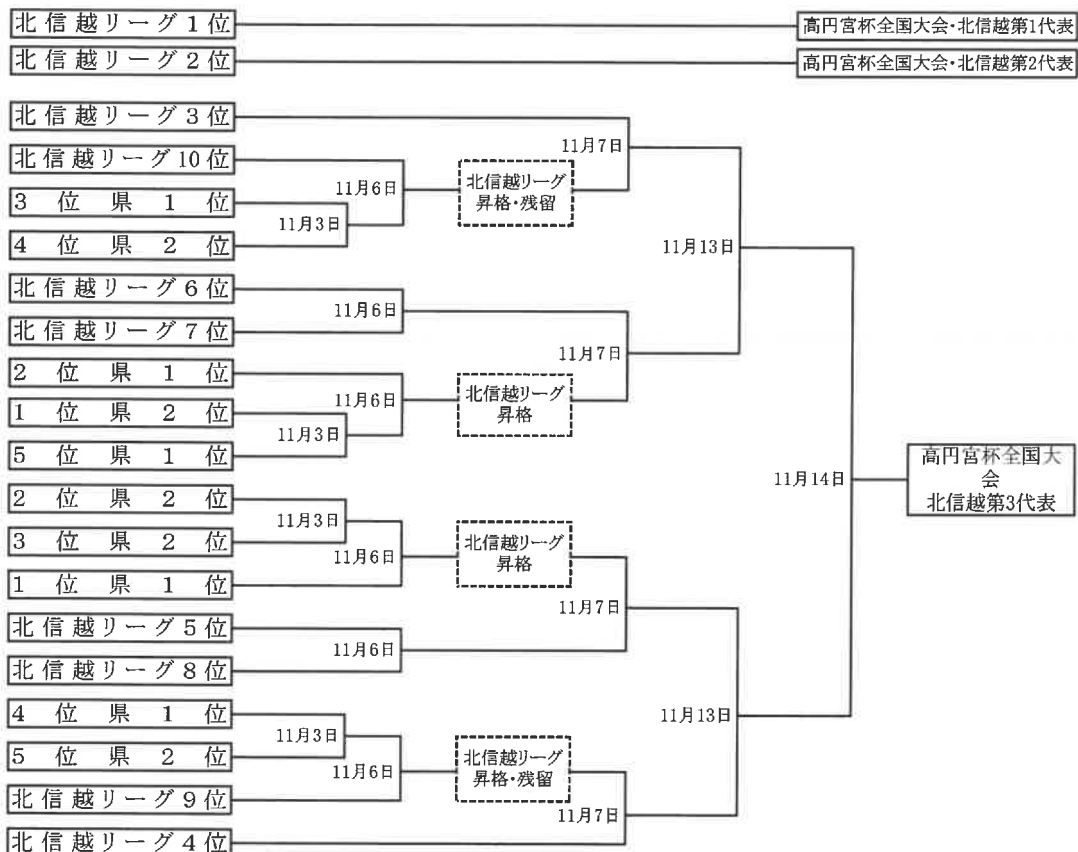 北信越リーグ1位
高円宮杯全国大会・北信越第1代表
北信越リーグ2位
高円宮杯全国大会・北信越第2代表
北信越リーグ3位
11月7日
北信越リーグ10位
11月6日
北信越リーグ
昇格・残留
3位県1位
11月3日
4位県2位
11月13日
北信越リーグ6位
11月6日
北信越リーグ7位
11月7日
2位県1位
11月6日
北信越リーグ
昇格
1位県2位
11月3日
5位県1位
11月14日
高円宮杯全国大
会
北信越第3代表
2位県2位
11月3日
3位県2位
11月6日
北信越リーグ
昇格
1位県1位
11月7日
北信越リーグ5位
11月6日
北信越リーグ8位
4位県1位
11月3日
11月13日
5位県2位
11月6日
北信越リーグ
昇格・残留
北信越リーグ9位
11月7日
北信越リーグ4位